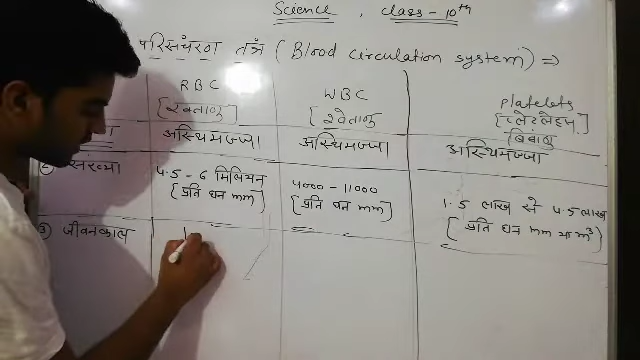 Science , class - 10th
परिसंचरण तंत्र ( Blood circulation system) =>
RBC
[रक्ताणु]
WBC
[श्वेताणु]
Platelets
[प्लेटलेट्स]
बिंबाणु
अस्थिमज्जा
अस्थिमज्जा
अस्थिमज्जा
② संख्या
4.5 - 6 मिलियन
[प्रति घन mm]
4000 - 11000
[प्रति घन mm]
1.5 लाख से 4.5 लाख
[प्रति घन mm या m³]
③ जीवनकाल
1